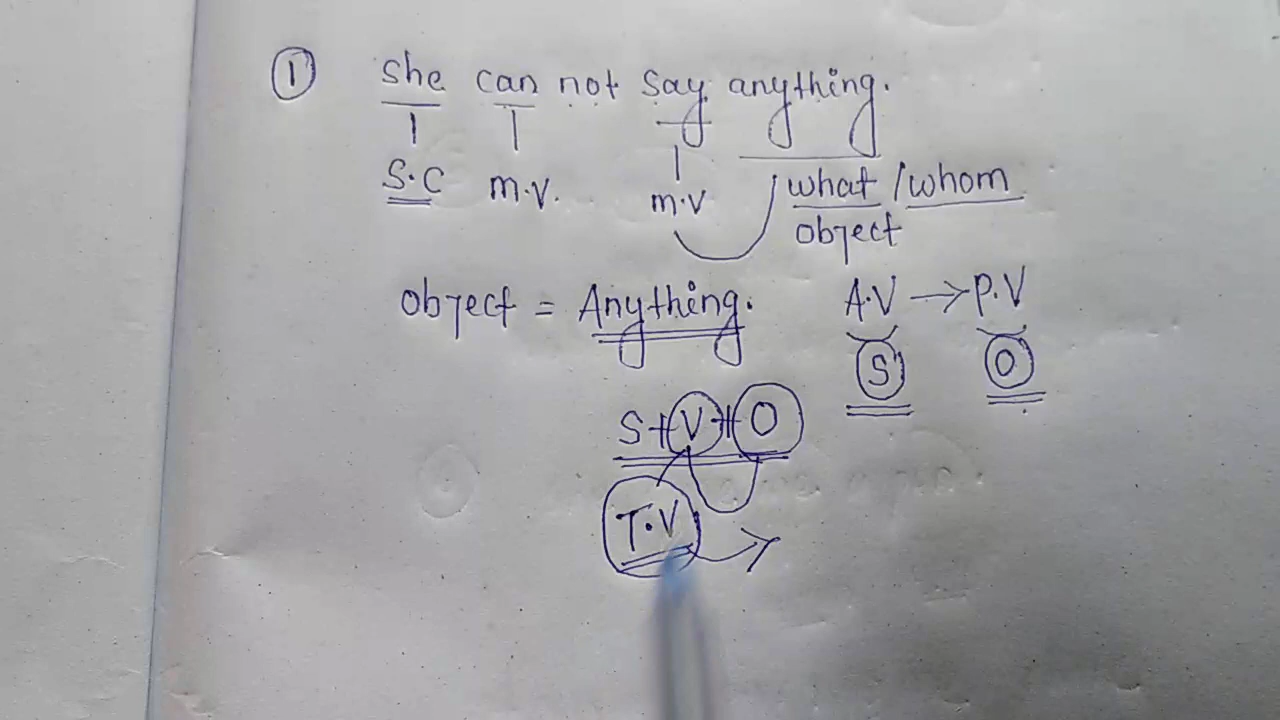 ① she can not say anything.
S.C m.v. m.v what/whom
object
object = Anything. A.V → P.V
S O
S+V+O
T.V →